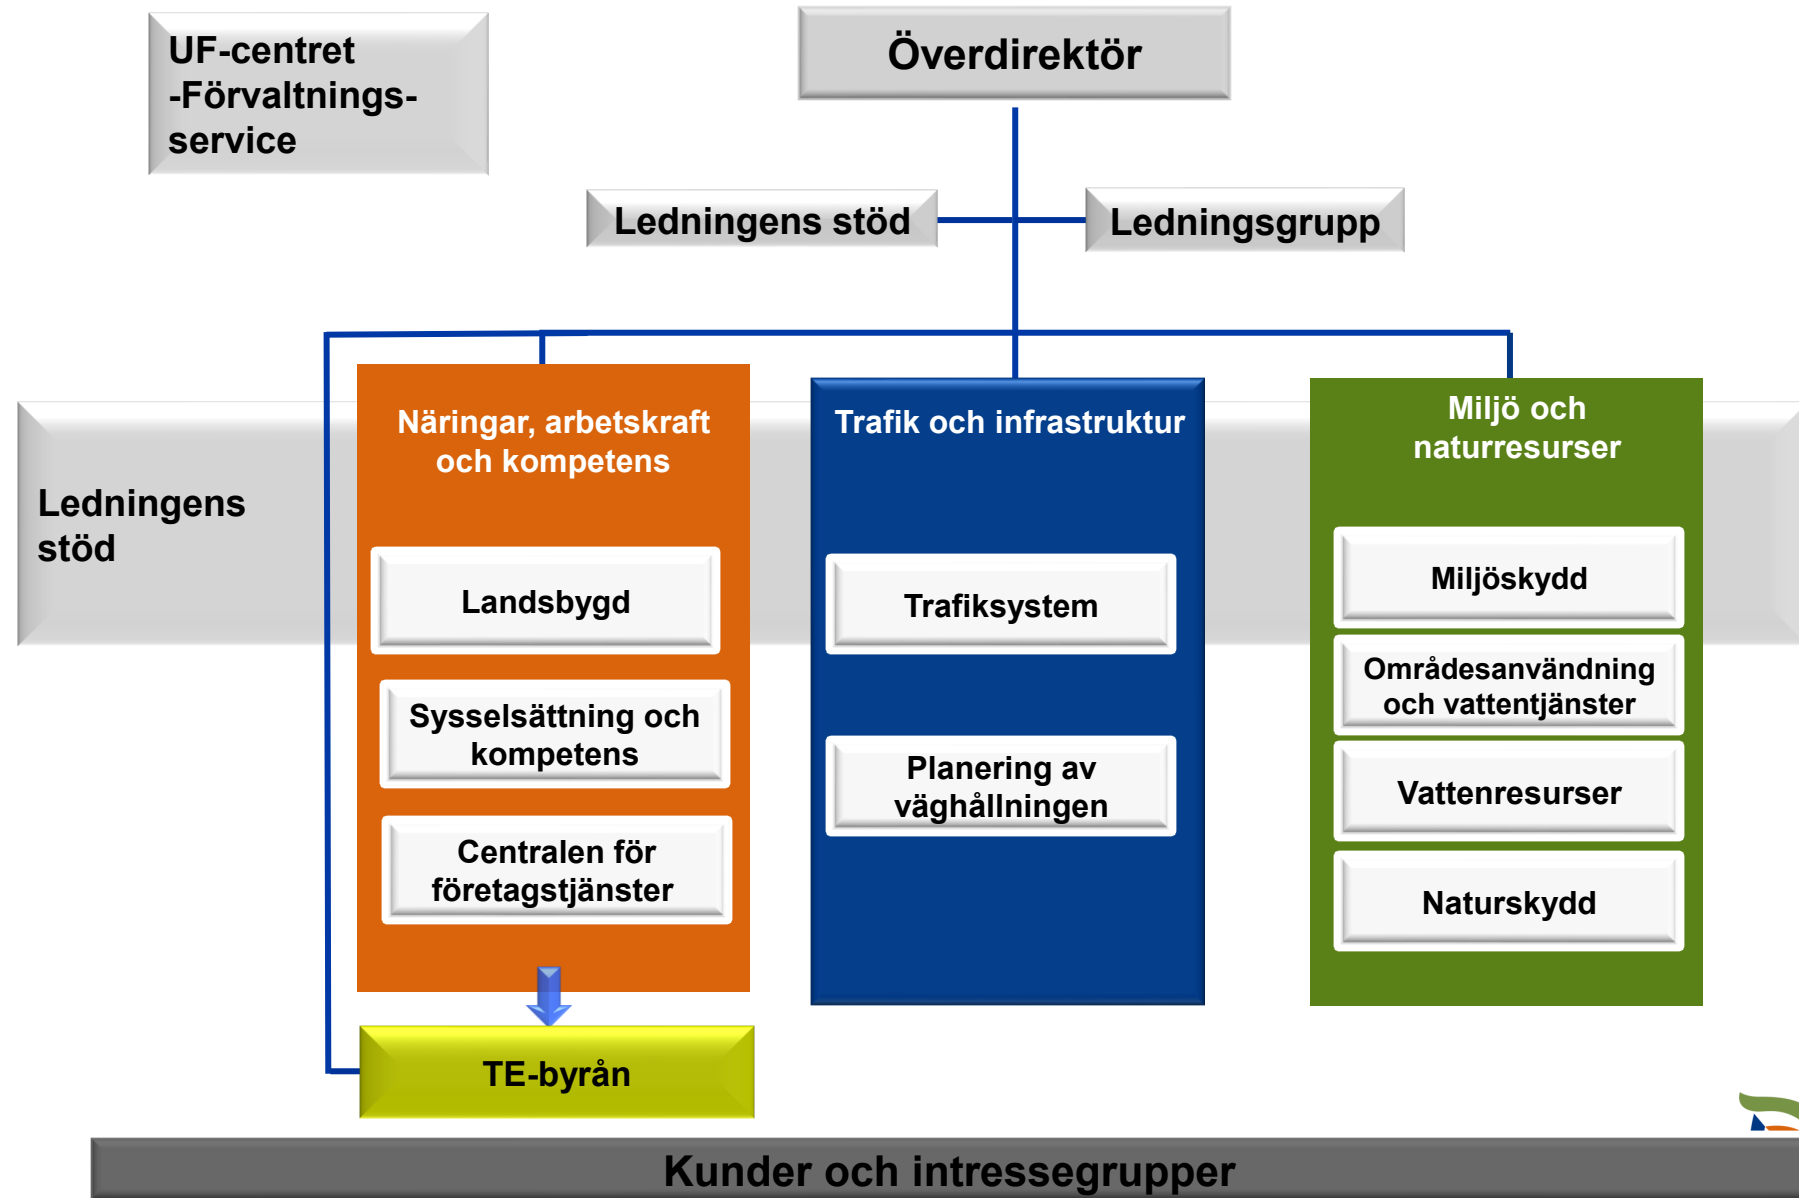 UF-centret
-Förvaltnings-
service
Överdirektör
Ledningens stöd
Ledningsgrupp
Ledningens
stöd
Näringar, arbetskraft
och kompetens
Landsbygd
Sysselsättning och
kompetens
Centralen för
företagstjänster
TE-byrån
Trafik och infrastruktur
Trafiksystem
Planering av
väghållningen
Miljö och
naturresurser
Miljöskydd
Områdesanvändning
och vattentjänster
Vattenresurser
Naturskydd
Kunder och intressegrupper